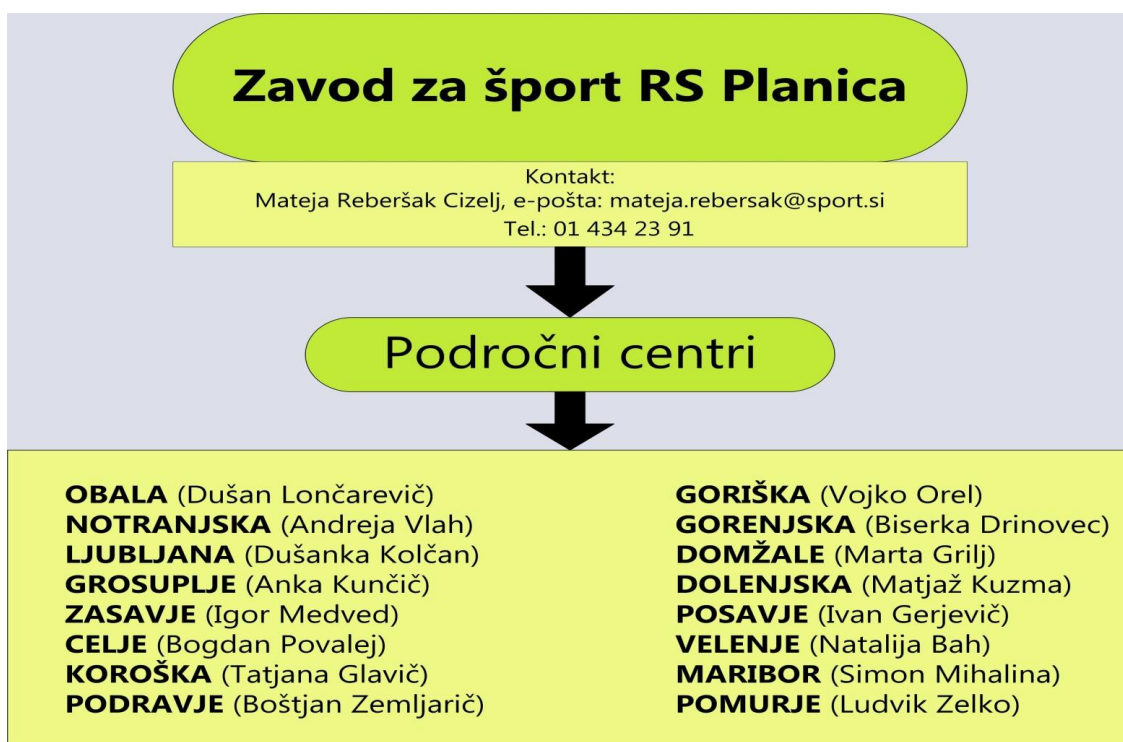 Zavod za šport RS Planica
Kontakt:
Mateja Reberšak Cizelj, e-pošta: mateja.rebersak@sport.si
Tel.: 01 434 23 91
Področni centri
OBALA (Dušan Lončarevič)
NOTRANJSKA (Andreja Vlah)
LJUBLJANA (Dušanka Kolčan)
GROSUPLJE (Anka Kunčič)
ZASAVJE (Igor Medved)
CELJE (Bogdan Povalej)
KOROŠKA (Tatjana Glavič)
PODRAVJE (Boštjan Zemljarič)
GORIŠKA (Vojko Orel)
GORENJSKA (Biserka Drinovec)
DOMŽALE (Marta Grilj)
DOLENJSKA (Matjaž Kuzma)
POSAVJE (Ivan Gerjevič)
VELENJE (Natalija Bah)
MARIBOR (Simon Mihalina)
POMURJE (Ludvik Zelko)